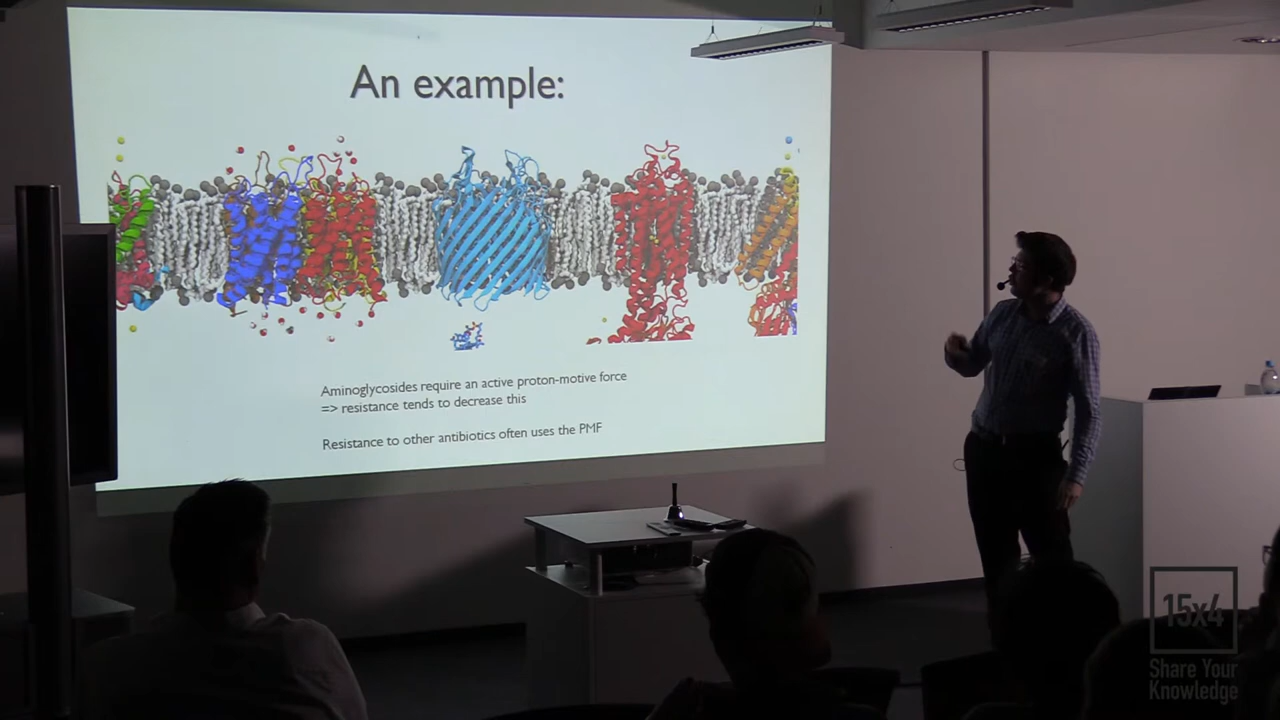 An example:
Aminoglycosides require an active proton-motive force
=> resistance tends to decrease this
Resistance to other antibiotics often uses the PMF
15x4
Share Your
Knowledge